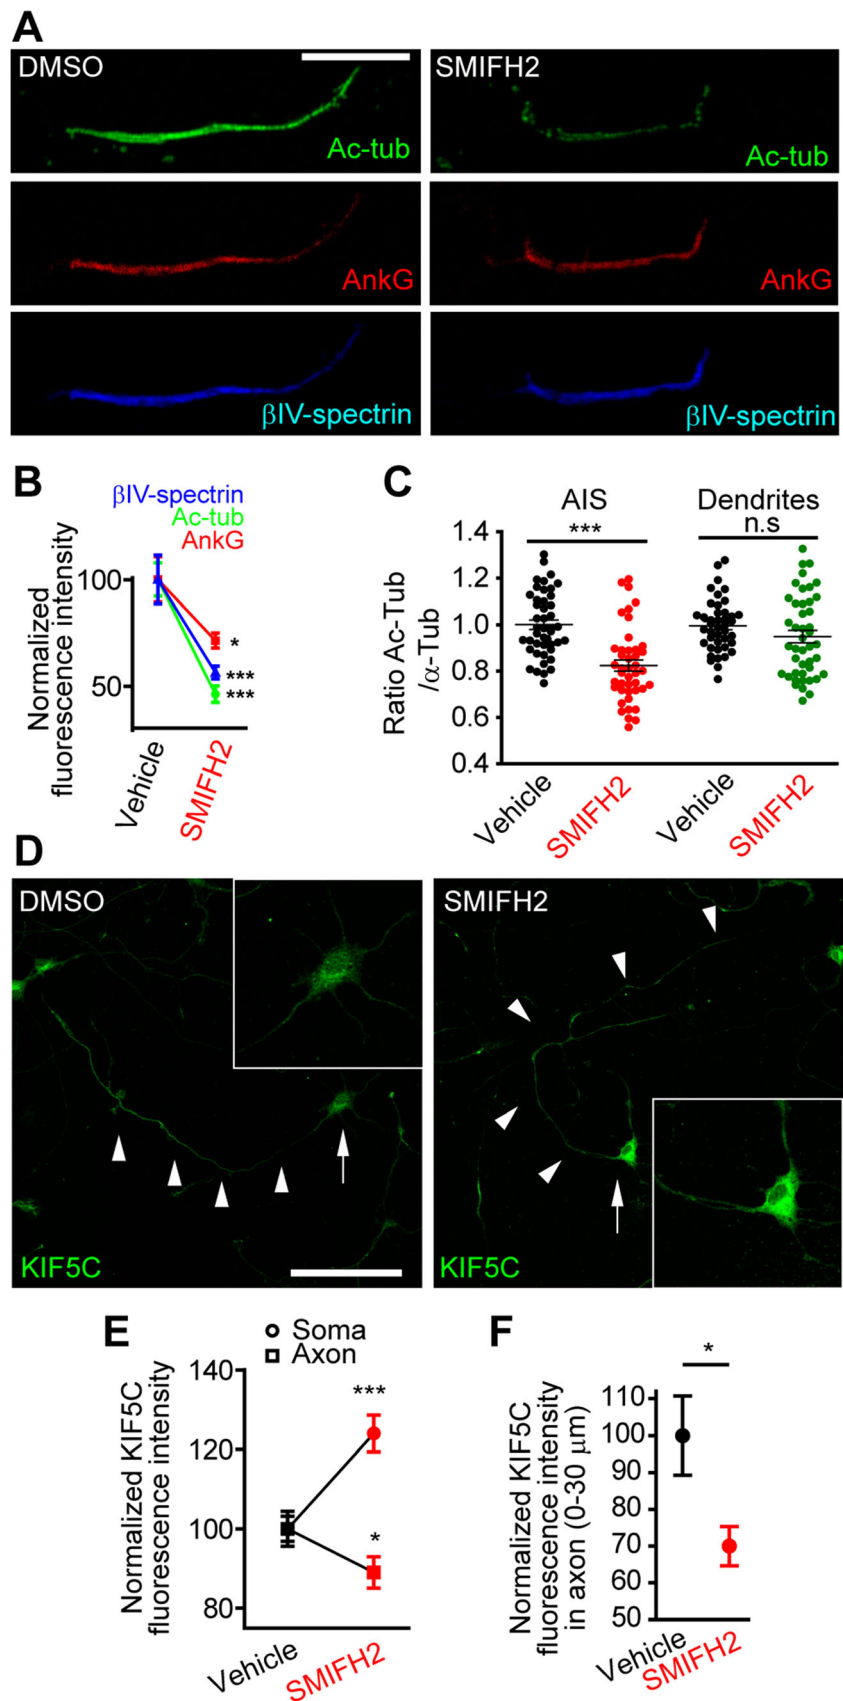 A
DMSO
SMIFH2
Ac-tub
Ac-tub
AnkG
AnkG
βIV-spectrin
βIV-spectrin
B
βIV-spectrin
Ac-tub
AnkG
Normalized
fluorescence intensity
100
50
*
***
***
Vehicle
SMIFH2
C
AIS
Dendrites
***
n.s
Ratio Ac-Tub
/α-Tub
1.4
1.2
1.0
0.8
0.6
0.4
Vehicle
SMIFH2
Vehicle
SMIFH2
D
DMSO
SMIFH2
KIF5C
KIF5C
E
Soma
Axon
Normalized KIF5C
fluorescence intensity
140
120
100
80
***
*
Vehicle
SMIFH2
F
*
Normalized KIF5C
fluorescence intensity
in axon (0-30 μm)
110
100
90
80
70
60
50
Vehicle
SMIFH2